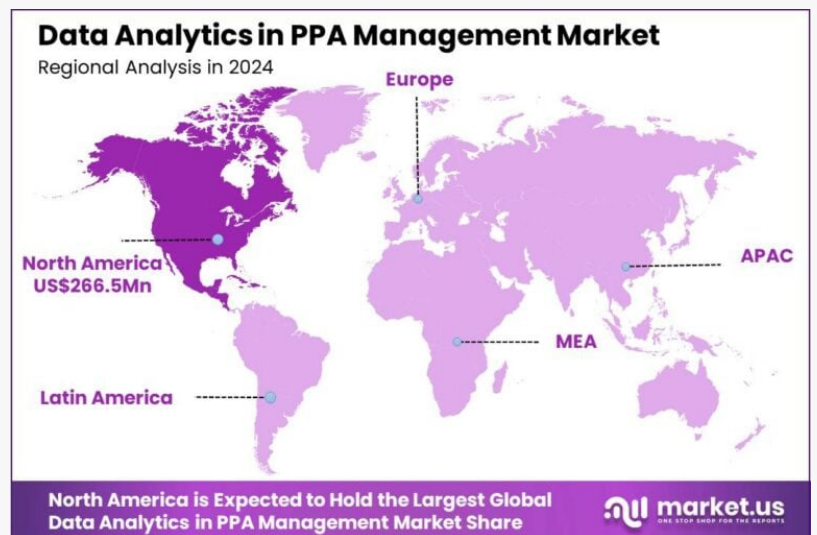 Data Analytics in PPA Management Market
Regional Analysis in 2024
Europe
North America
US$266.5Mn
APAC
MEA
Latin America
North America is Expected to Hold the Largest Global
Data Analytics in PPA Management Market Share
market.us
ONE STOP SHOP FOR THE REPORTS